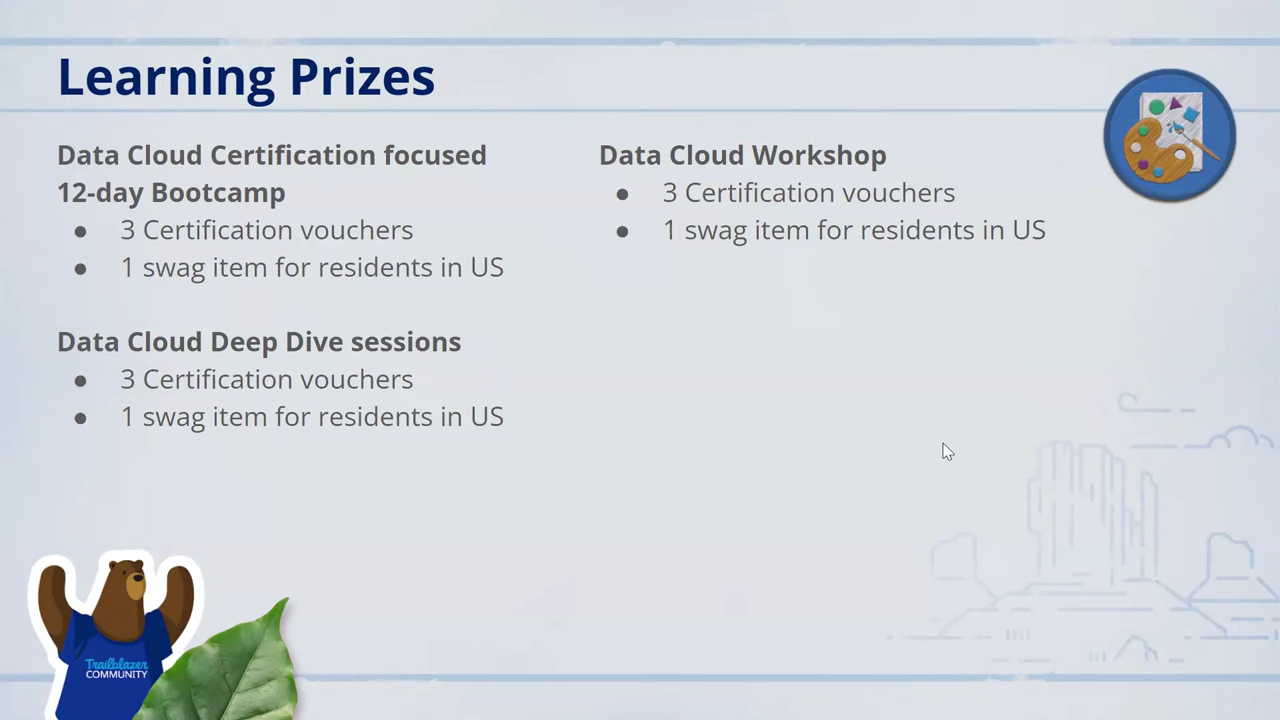 Learning Prizes
Data Cloud Certification focused
12-day Bootcamp
● 3 Certification vouchers
● 1 swag item for residents in US
Data Cloud Deep Dive sessions
● 3 Certification vouchers
● 1 swag item for residents in US
Data Cloud Workshop
● 3 Certification vouchers
● 1 swag item for residents in US
Trailblazer
COMMUNITY